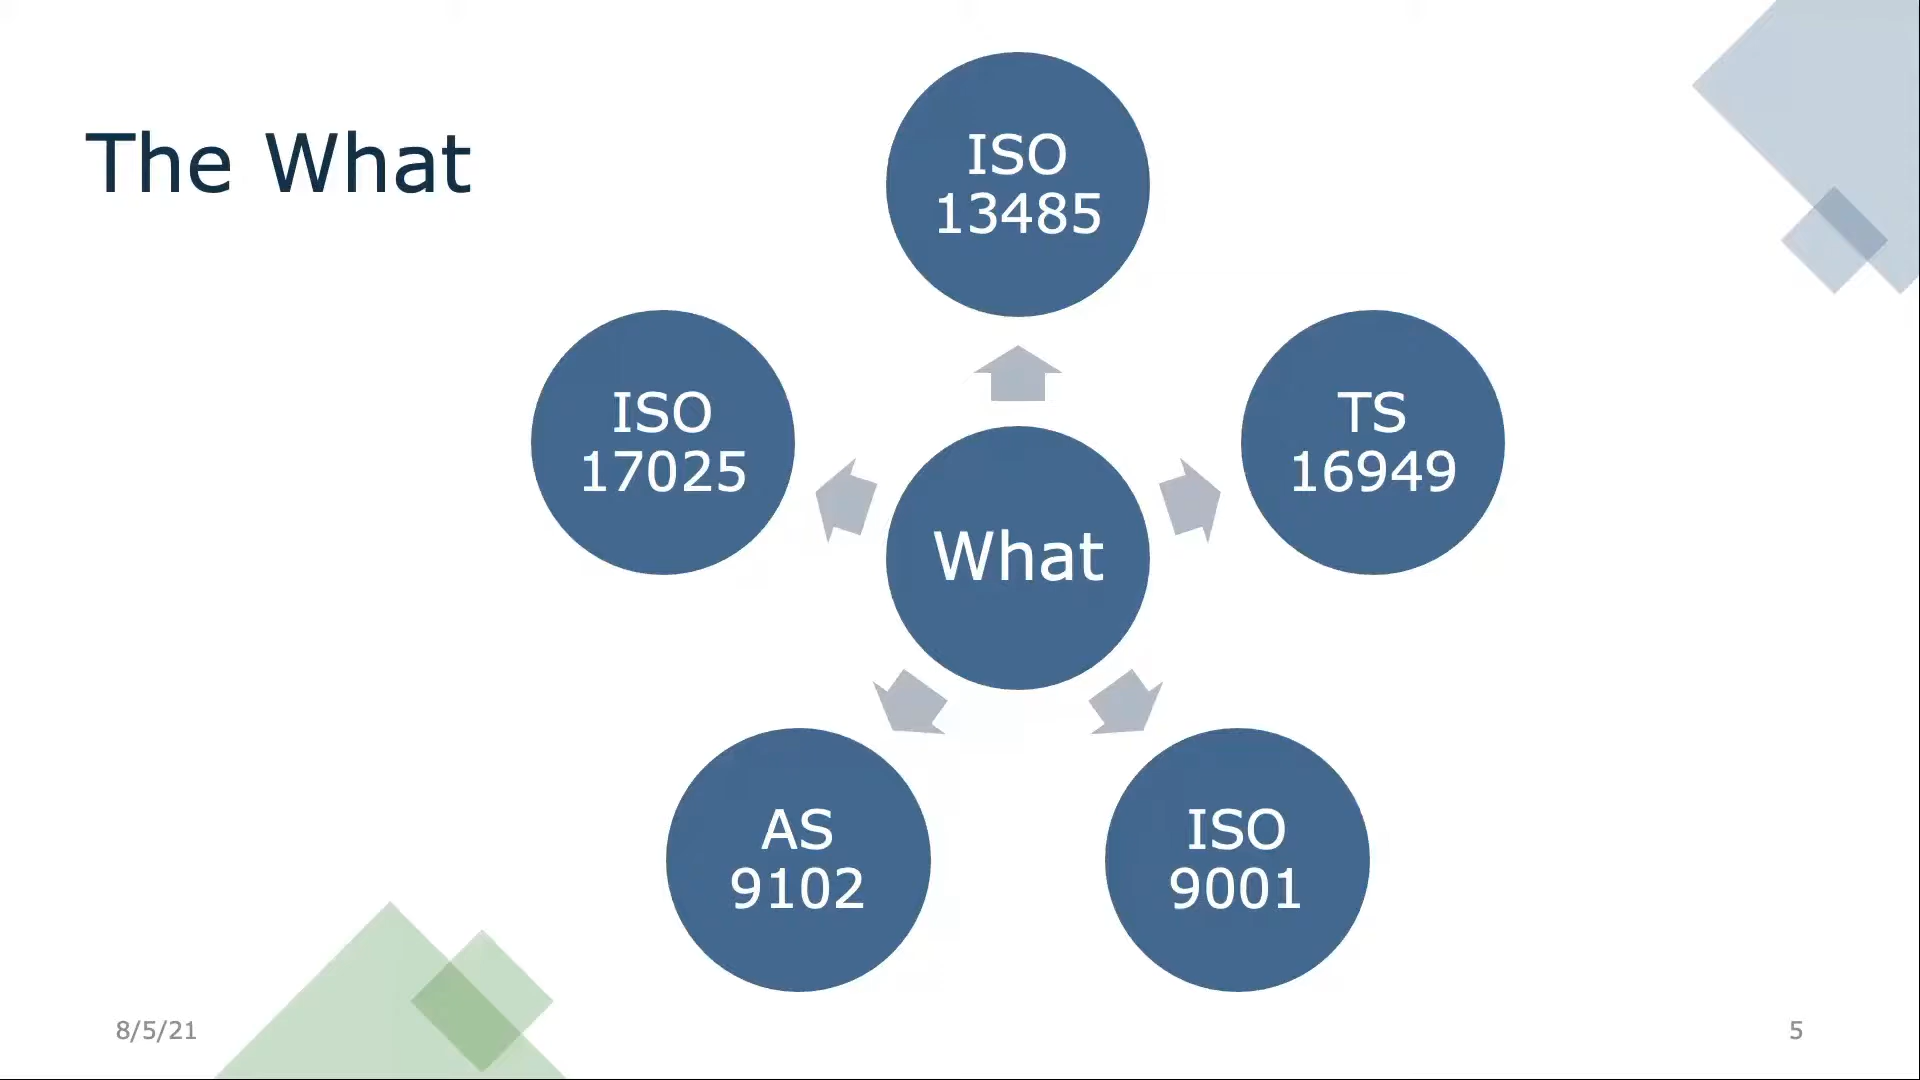 The What
ISO
13485
ISO
17025
TS
16949
What
AS
9102
ISO
9001
8/5/21
5